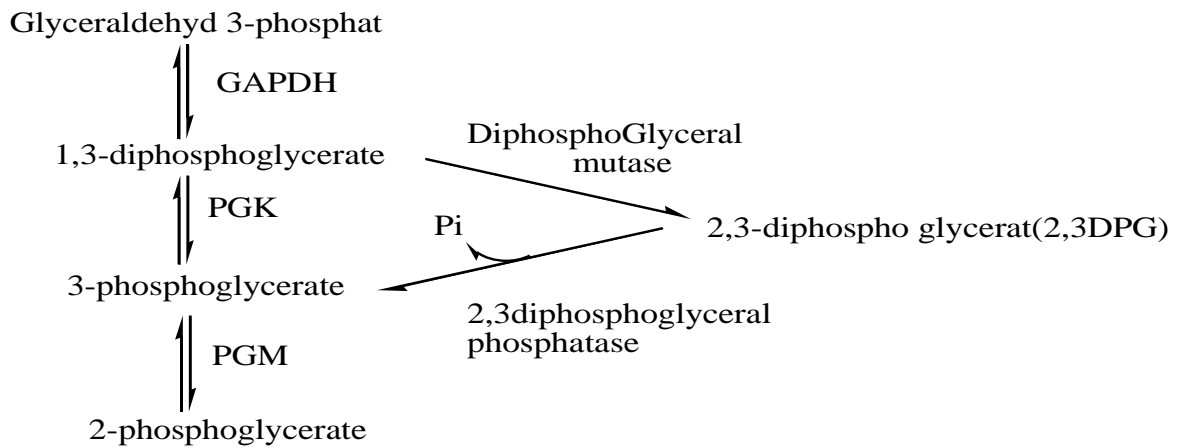 Glyceraldehyd 3-phosphat
GAPDH
1,3-diphosphoglycerate
DiphosphoGlyceral
mutase
PGK
Pi
2,3-diphospho glycerat(2,3DPG)
3-phosphoglycerate
2,3diphosphoglyceral
phosphatase
PGM
2-phosphoglycerate